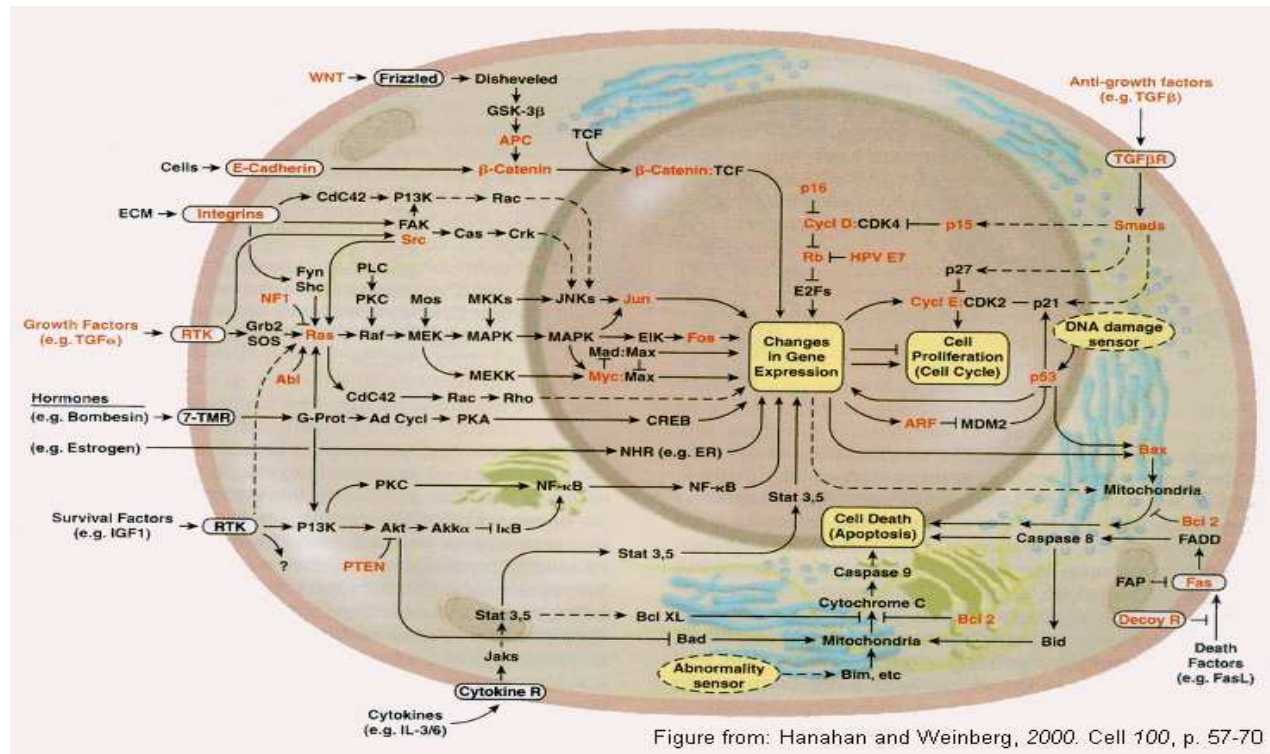 WNT
Frizzled
Disheveled
GSK-3β
APC
TCF
Cells
E-Cadherin
β-Catenin
β-Catenin:TCF
CdC42
P13K
Rac
ECM
Integrins
FAK
Src
Cas
Crk
Fyn
Shc
PLC
NF1
PKC
Mos
MKKs
JNKs
Jun
Growth Factors
(e.g. TGFα)
RTK
Grb2
SOS
Ras
Raf
MEK
MAPK
MAPK
ElK
Fos
Mad:Max
Abl
MEKK
Myc:Max
CdC42
Rac
Rho
Hormones
(e.g. Bombesin)
7-TMR
G-Prot
Ad Cycl
PKA
CREB
(e.g. Estrogen)
NHR (e.g. ER)
PKC
NF-κB
NF-κB
Stat 3,5
Survival Factors
(e.g. IGF1)
RTK
P13K
Akt
Akkα
IκB
?
PTEN
Stat 3,5
Stat 3,5
Bcl XL
Bad
Jaks
Cytokine R
Cytokines
(e.g. IL-3/6)
Anti-growth factors
(e.g. TGFβ)
TGFβR
p16
Cycl D:CDK4
p15
Smads
Rb
HPV E7
E2Fs
p27
Cycl E:CDK2
p21
Changes
in Gene
Expression
Cell
Proliferation
(Cell Cycle)
DNA damage
sensor
p53
ARF
MDM2
Bax
Mitochondria
Bcl 2
Cell Death
(Apoptosis)
Caspase 8
FADD
Caspase 9
FAP
Fas
Cytochrome C
Bcl 2
Decoy R
Mitochondria
Bid
Death
Factors
(e.g. FasL)
Abnormality
sensor
Bim, etc
Figure from: Hanahan and Weinberg, 2000. Cell 100, p. 57-70